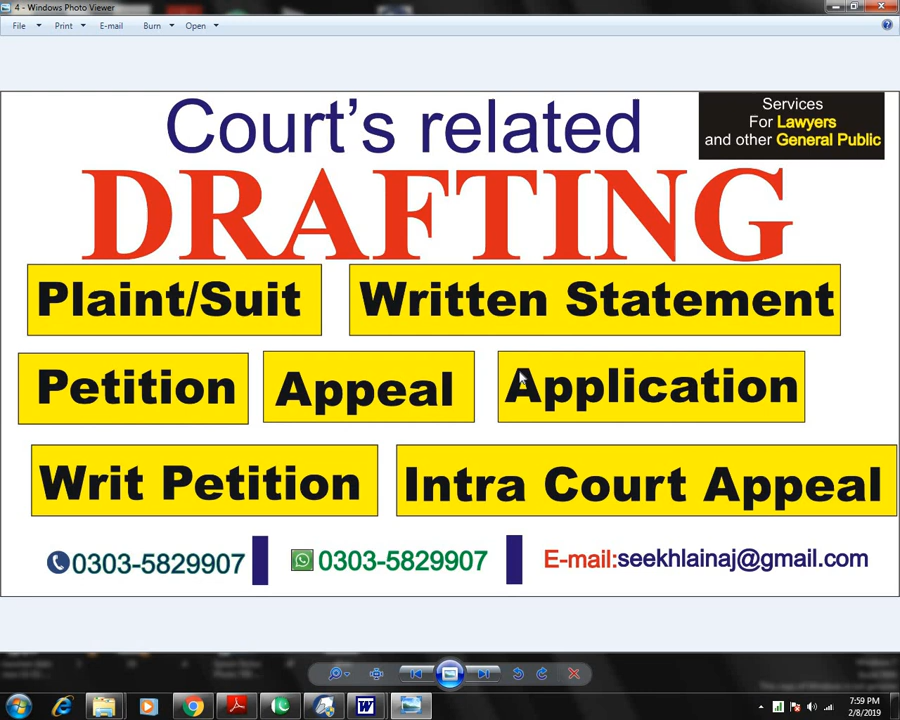 4 - Windows Photo Viewer
File Print E-mail Burn Open
Court's related
Services
For Lawyers
and other General Public
DRAFTING
Plaint/Suit Written Statement
Petition Appeal Application
Writ Petition Intra Court Appeal
0303-5829907 0303-5829907 E-mail:seekhlainaj@gmail.com
7:59 PM
2/8/2019